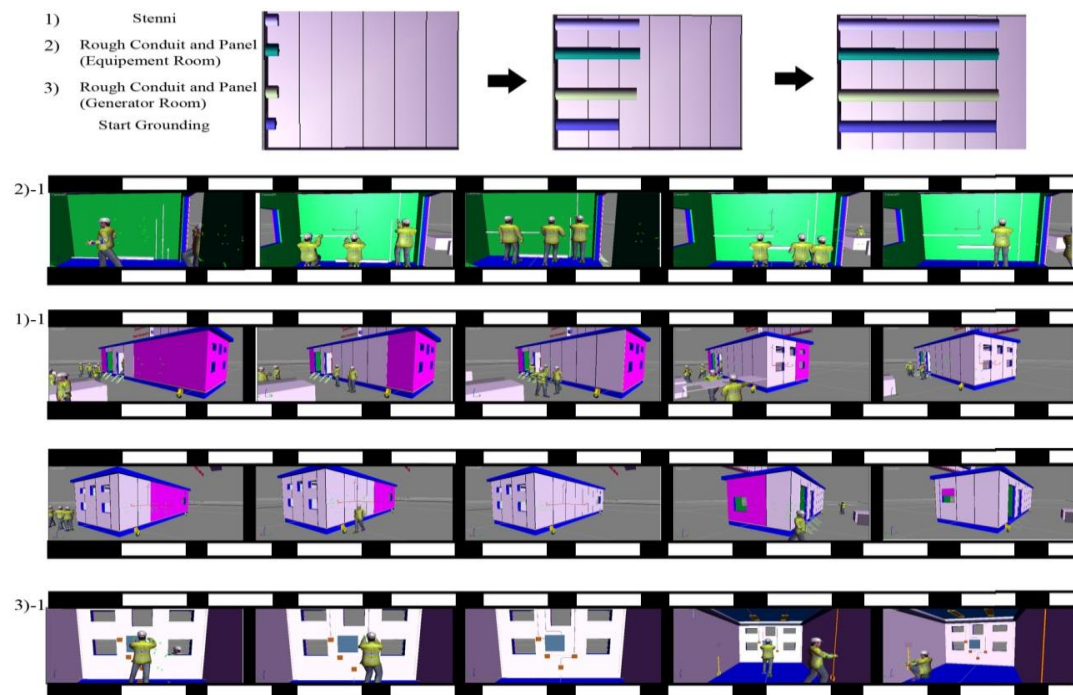 1) Stenni
2) Rough Conduit and Panel
(Equipement Room)
3) Rough Conduit and Panel
(Generator Room)
Start Grounding
2)-1
1)-1
3)-1